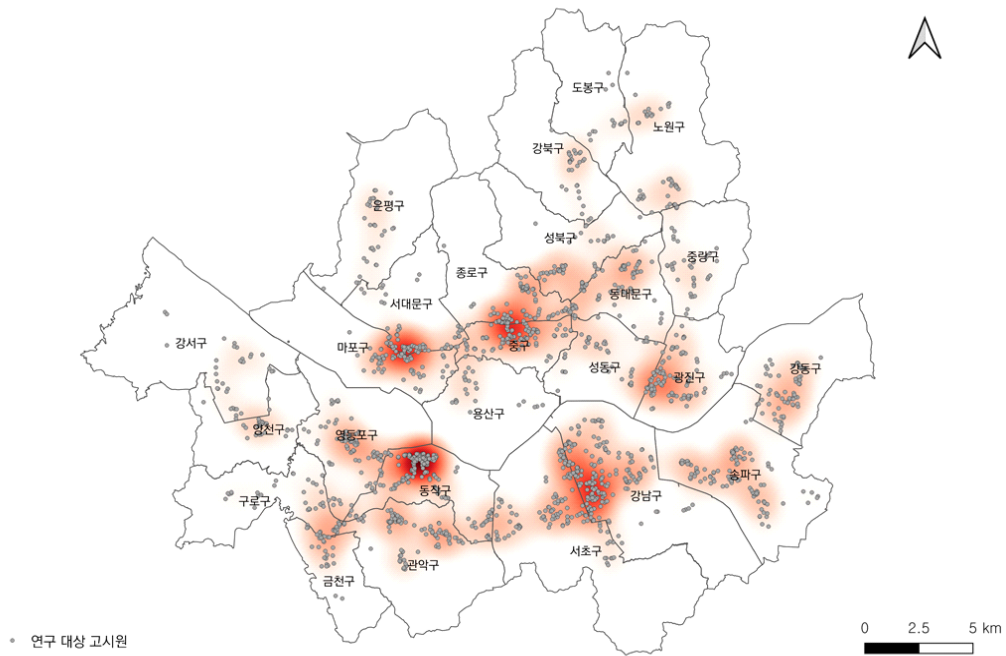 도봉구
노원구
강북구
은평구
성북구
중랑구
종로구
동대문구
서대문구
강서구
마포구
중구
성동구
광진구
강동구
용산구
양천구
영등포구
동작구
송파구
강남구
구로구
서초구
관악구
금천구
연구 대상 고시원
0 2.5 5 km